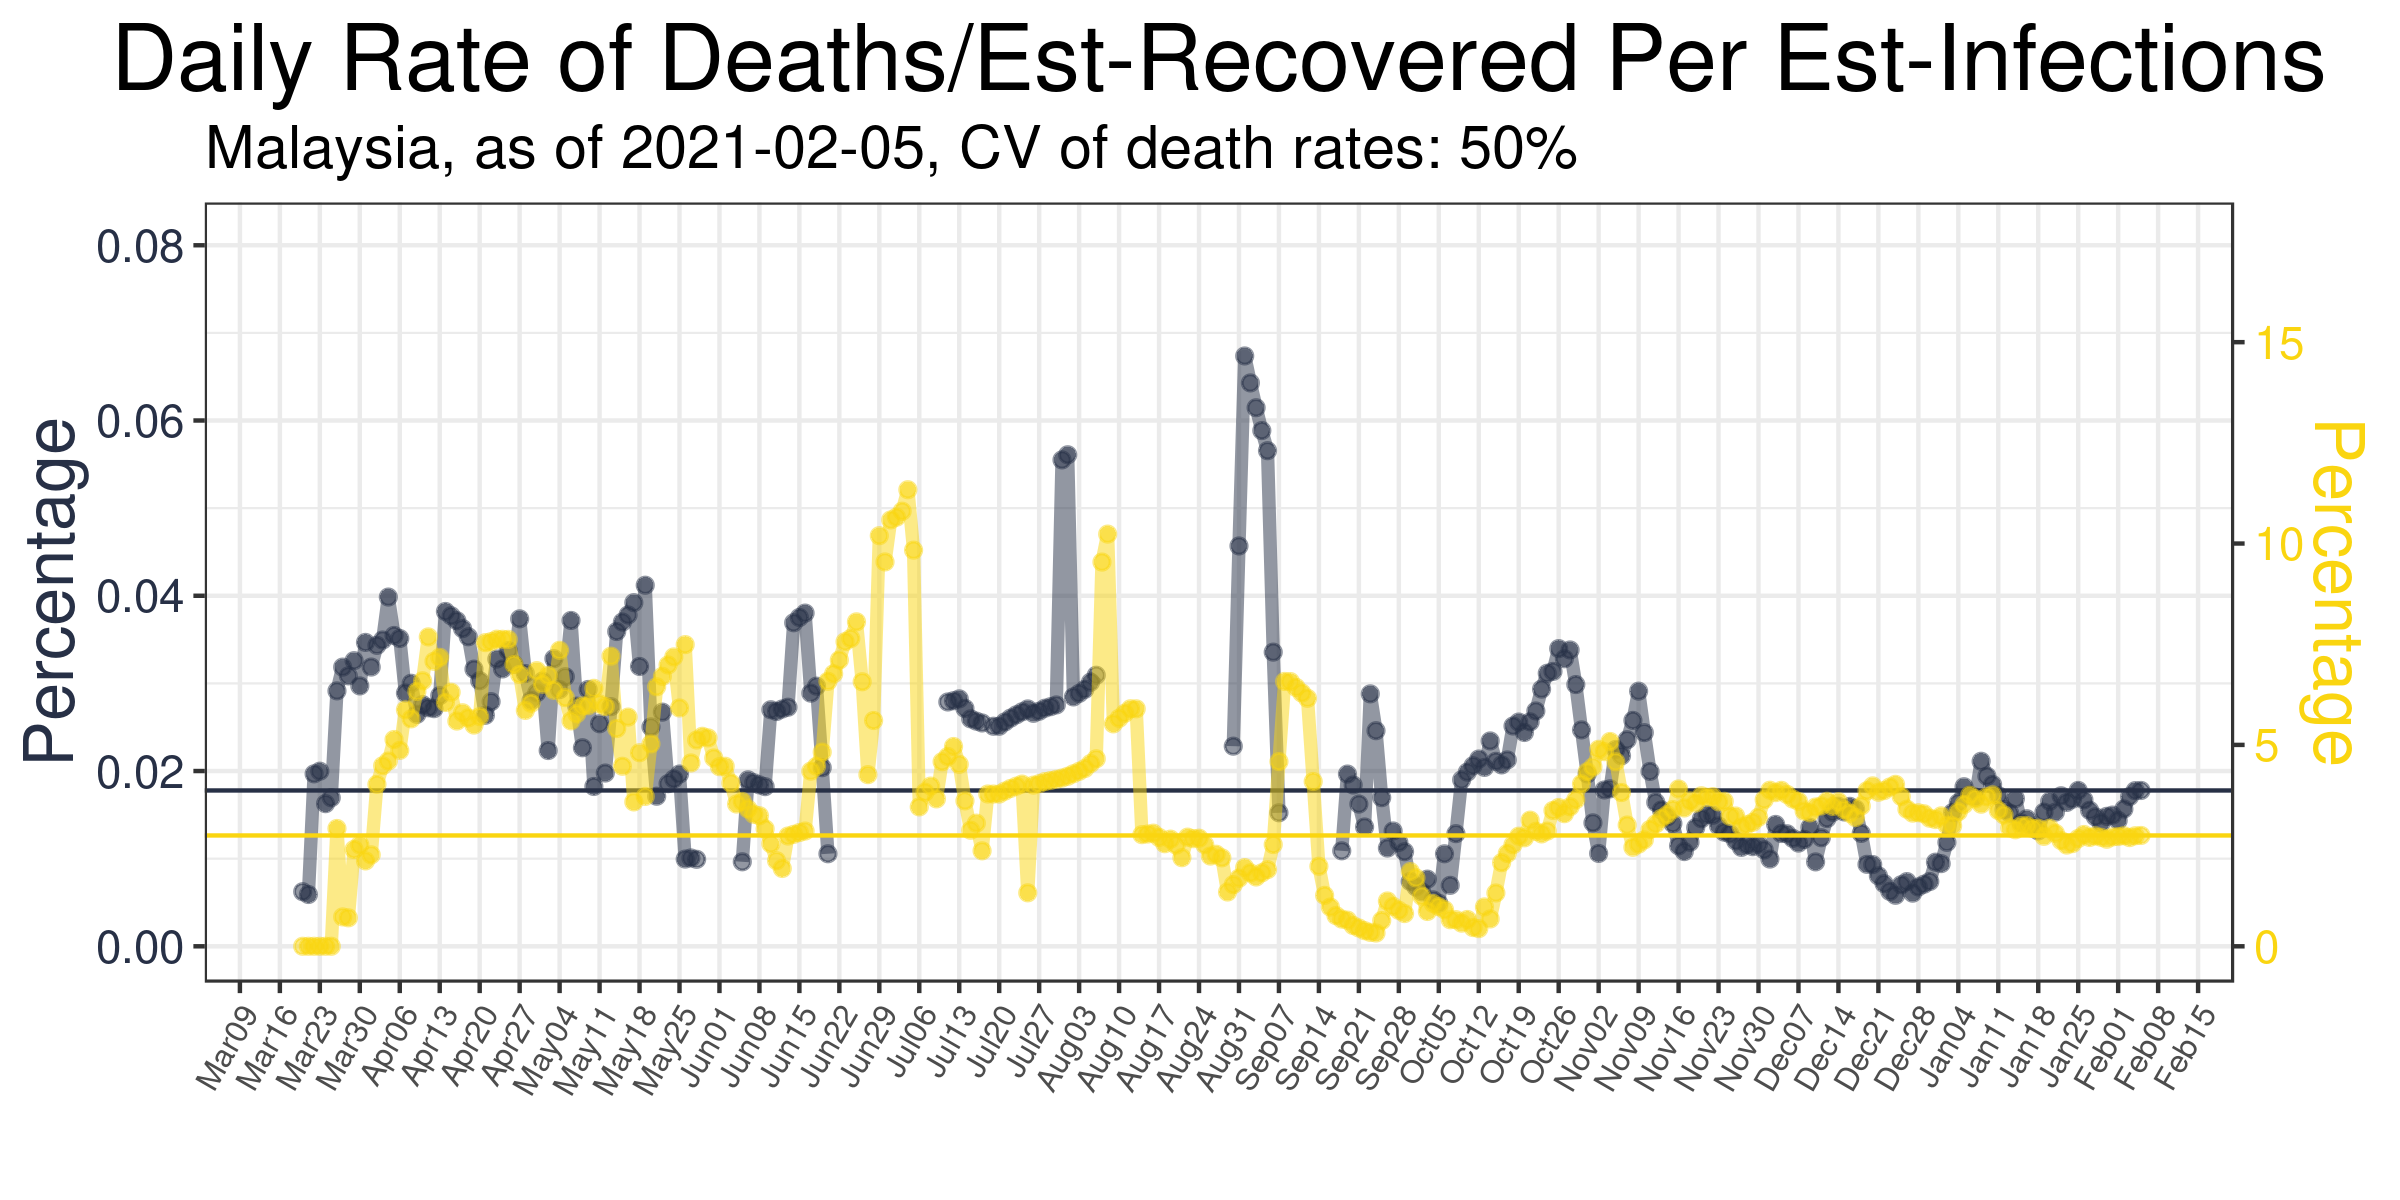 Daily Rate of Deaths/Est-Recovered Per Est-Infections
Malaysia, as of 2021-02-05, CV of death rates: 50%
Percentage
0.08
0.06
0.04
0.02
0.00
15
10
5
0
Percentage
Mar09
Mar16
Mar23
Mar30
Apr06
Apr13
Apr20
Apr27
May04
May11
May18
May25
Jun01
Jun08
Jun15
Jun22
Jun29
Jul06
Jul13
Jul20
Jul27
Aug03
Aug10
Aug17
Aug24
Aug31
Sep07
Sep14
Sep21
Sep28
Oct05
Oct12
Oct19
Oct26
Nov02
Nov09
Nov16
Nov23
Nov30
Dec07
Dec14
Dec21
Dec28
Jan04
Jan11
Jan18
Jan25
Feb01
Feb08
Feb15